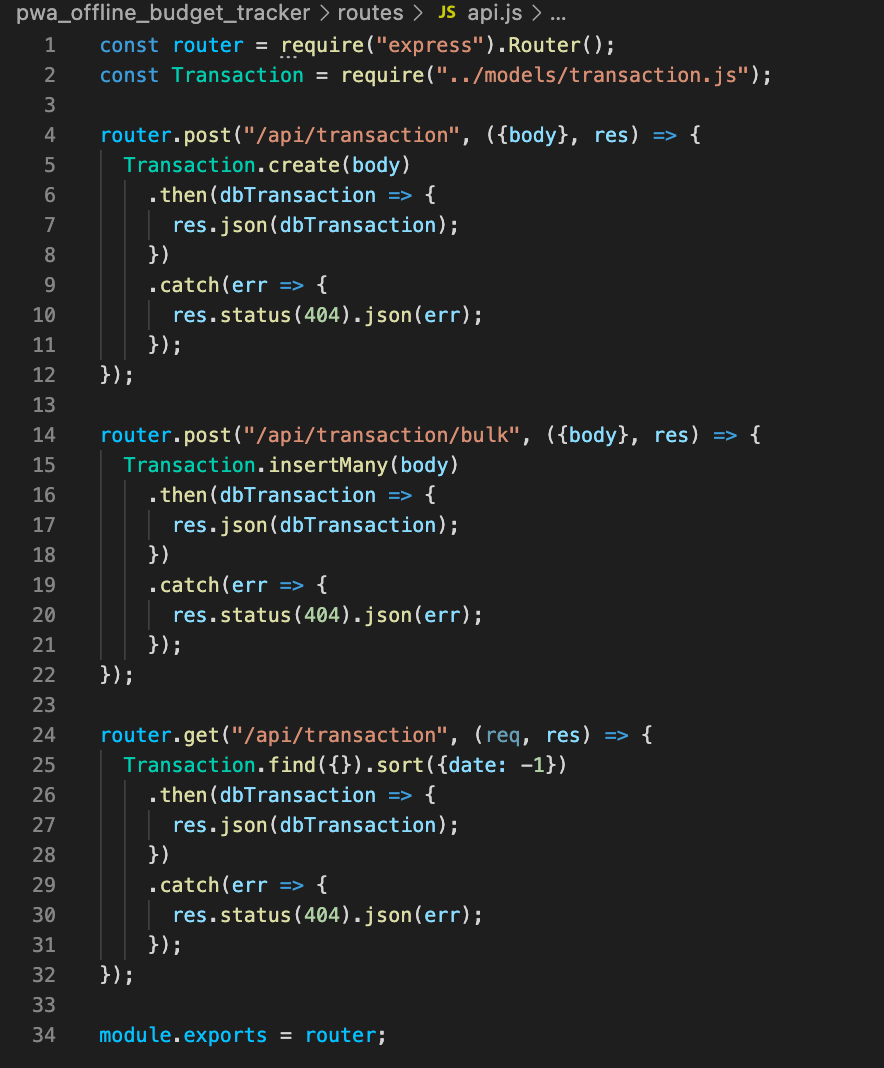 pwa_offline_budget_tracker > routes > JS api.js > ...
1 const router = require("express").Router();
2 const Transaction = require("../models/transaction.js");
3
4 router.post("/api/transaction", ({body}, res) => {
5   Transaction.create(body)
6     .then(dbTransaction => {
7       res.json(dbTransaction);
8     })
9     .catch(err => {
10       res.status(404).json(err);
11     });
12 });
13
14 router.post("/api/transaction/bulk", ({body}, res) => {
15   Transaction.insertMany(body)
16     .then(dbTransaction => {
17       res.json(dbTransaction);
18     })
19     .catch(err => {
20       res.status(404).json(err);
21     });
22 });
23
24 router.get("/api/transaction", (req, res) => {
25   Transaction.find({}).sort({date: -1})
26     .then(dbTransaction => {
27       res.json(dbTransaction);
28     })
29     .catch(err => {
30       res.status(404).json(err);
31     });
32 });
33
34 module.exports = router;